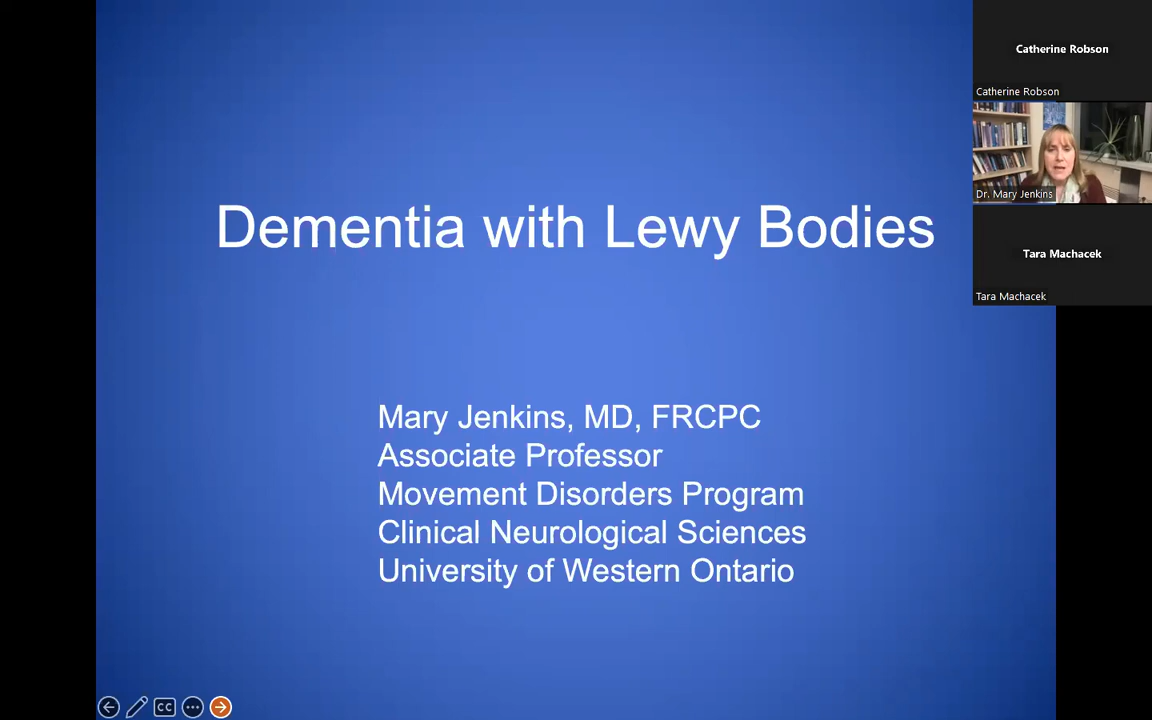 Dementia with Lewy Bodies
Mary Jenkins, MD, FRCPC
Associate Professor
Movement Disorders Program
Clinical Neurological Sciences
University of Western Ontario
Catherine Robson
Catherine Robson
Dr. Mary Jenkins
Tara Machacek
Tara Machacek
CC